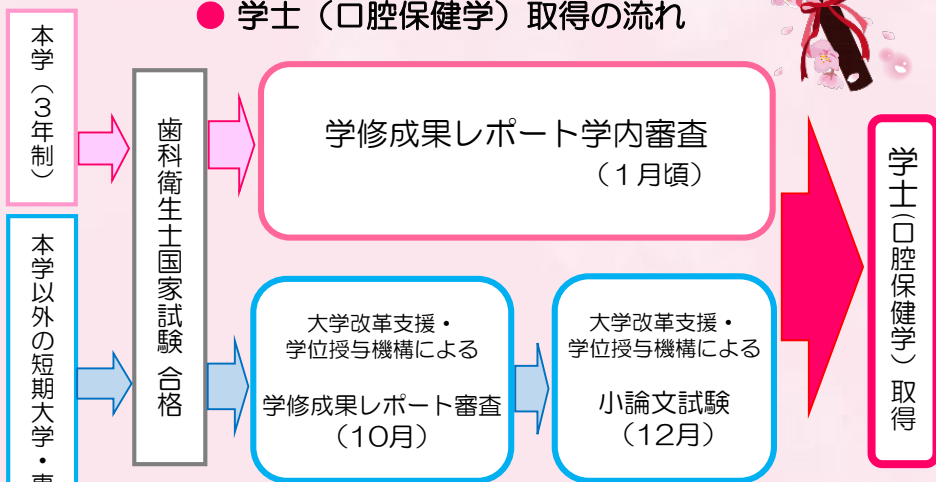 ● 学士（口腔保健学）取得の流れ
本学（３年制）
本学以外の短期大学・専
歯科衛生士国家試験 合格
学修成果レポート学内審査
（１月頃）
大学改革支援・
学位授与機構による
学修成果レポート審査
（10月）
大学改革支援・
学位授与機構による
小論文試験
（12月）
学士（口腔保健学）取得